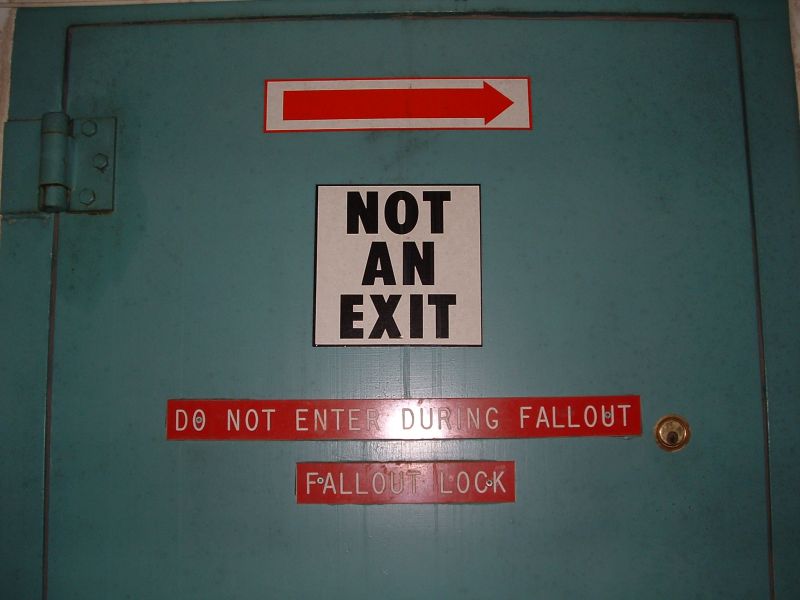 NOT
AN
EXIT
DO NOT ENTER DURING FALLOUT
FALLOUT LOCK